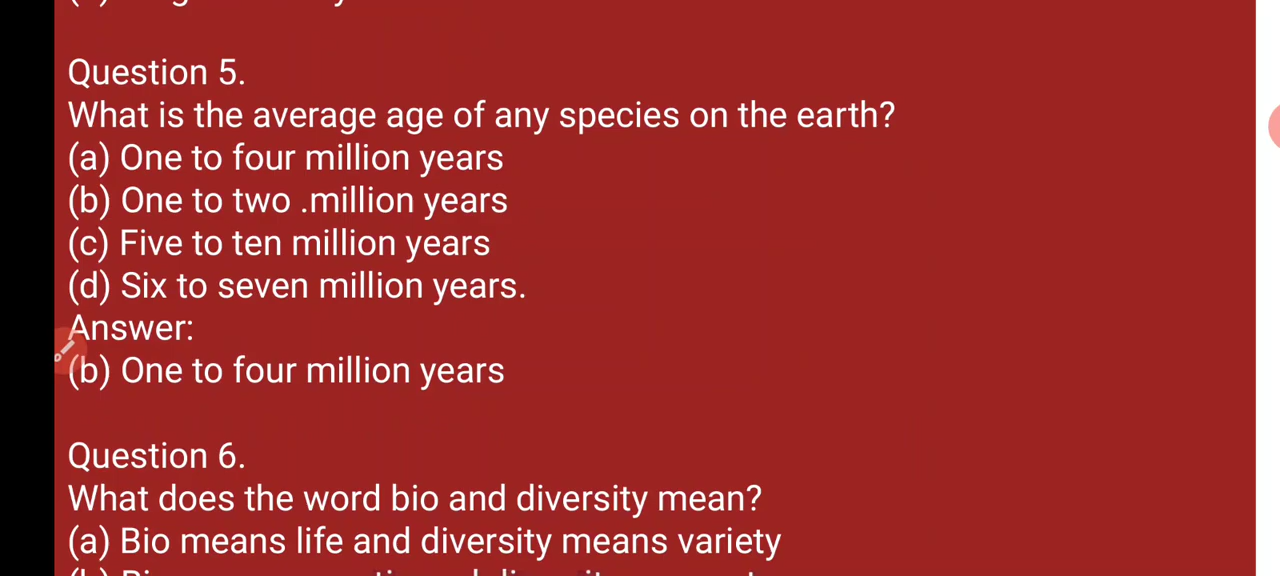 Question 5.
What is the average age of any species on the earth?
(a) One to four million years
(b) One to two .million years
(c) Five to ten million years
(d) Six to seven million years.
Answer:
(b) One to four million years
Question 6.
What does the word bio and diversity mean?
(a) Bio means life and diversity means variety